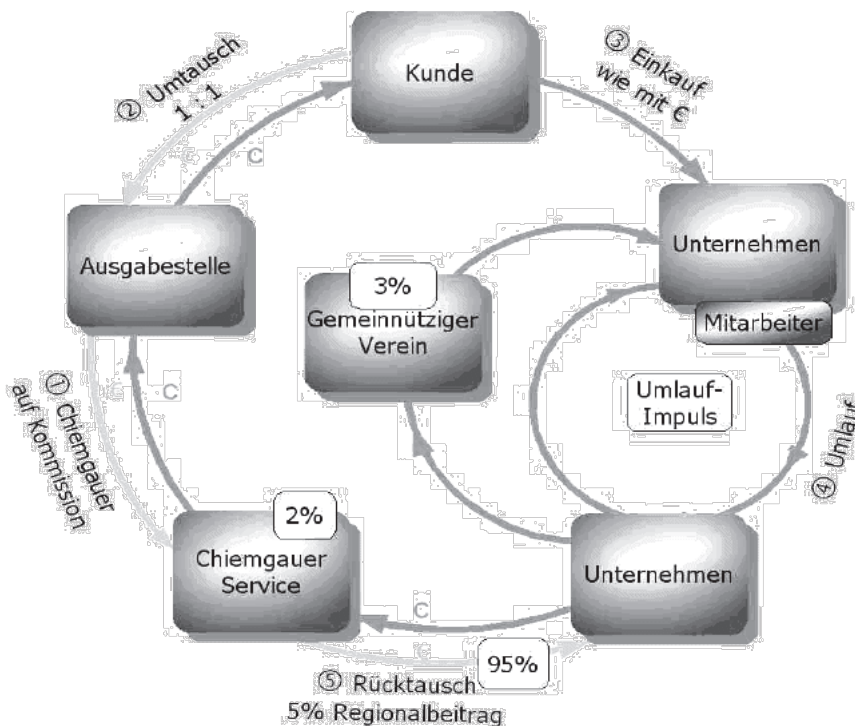 Kunde
② Umtausch
1 : 1
③ Einkauf
wie mit €
C
Ausgabestelle
Unternehmen
Mitarbeiter
3%
Gemeinnütziger
Verein
Umlauf-
Impuls
① Chiemgauer
auf Kommission
C
④ Umlauf
2%
Chiemgauer
Service
Unternehmen
C
95%
⑤ Rücktausch
5% Regionalbeitrag